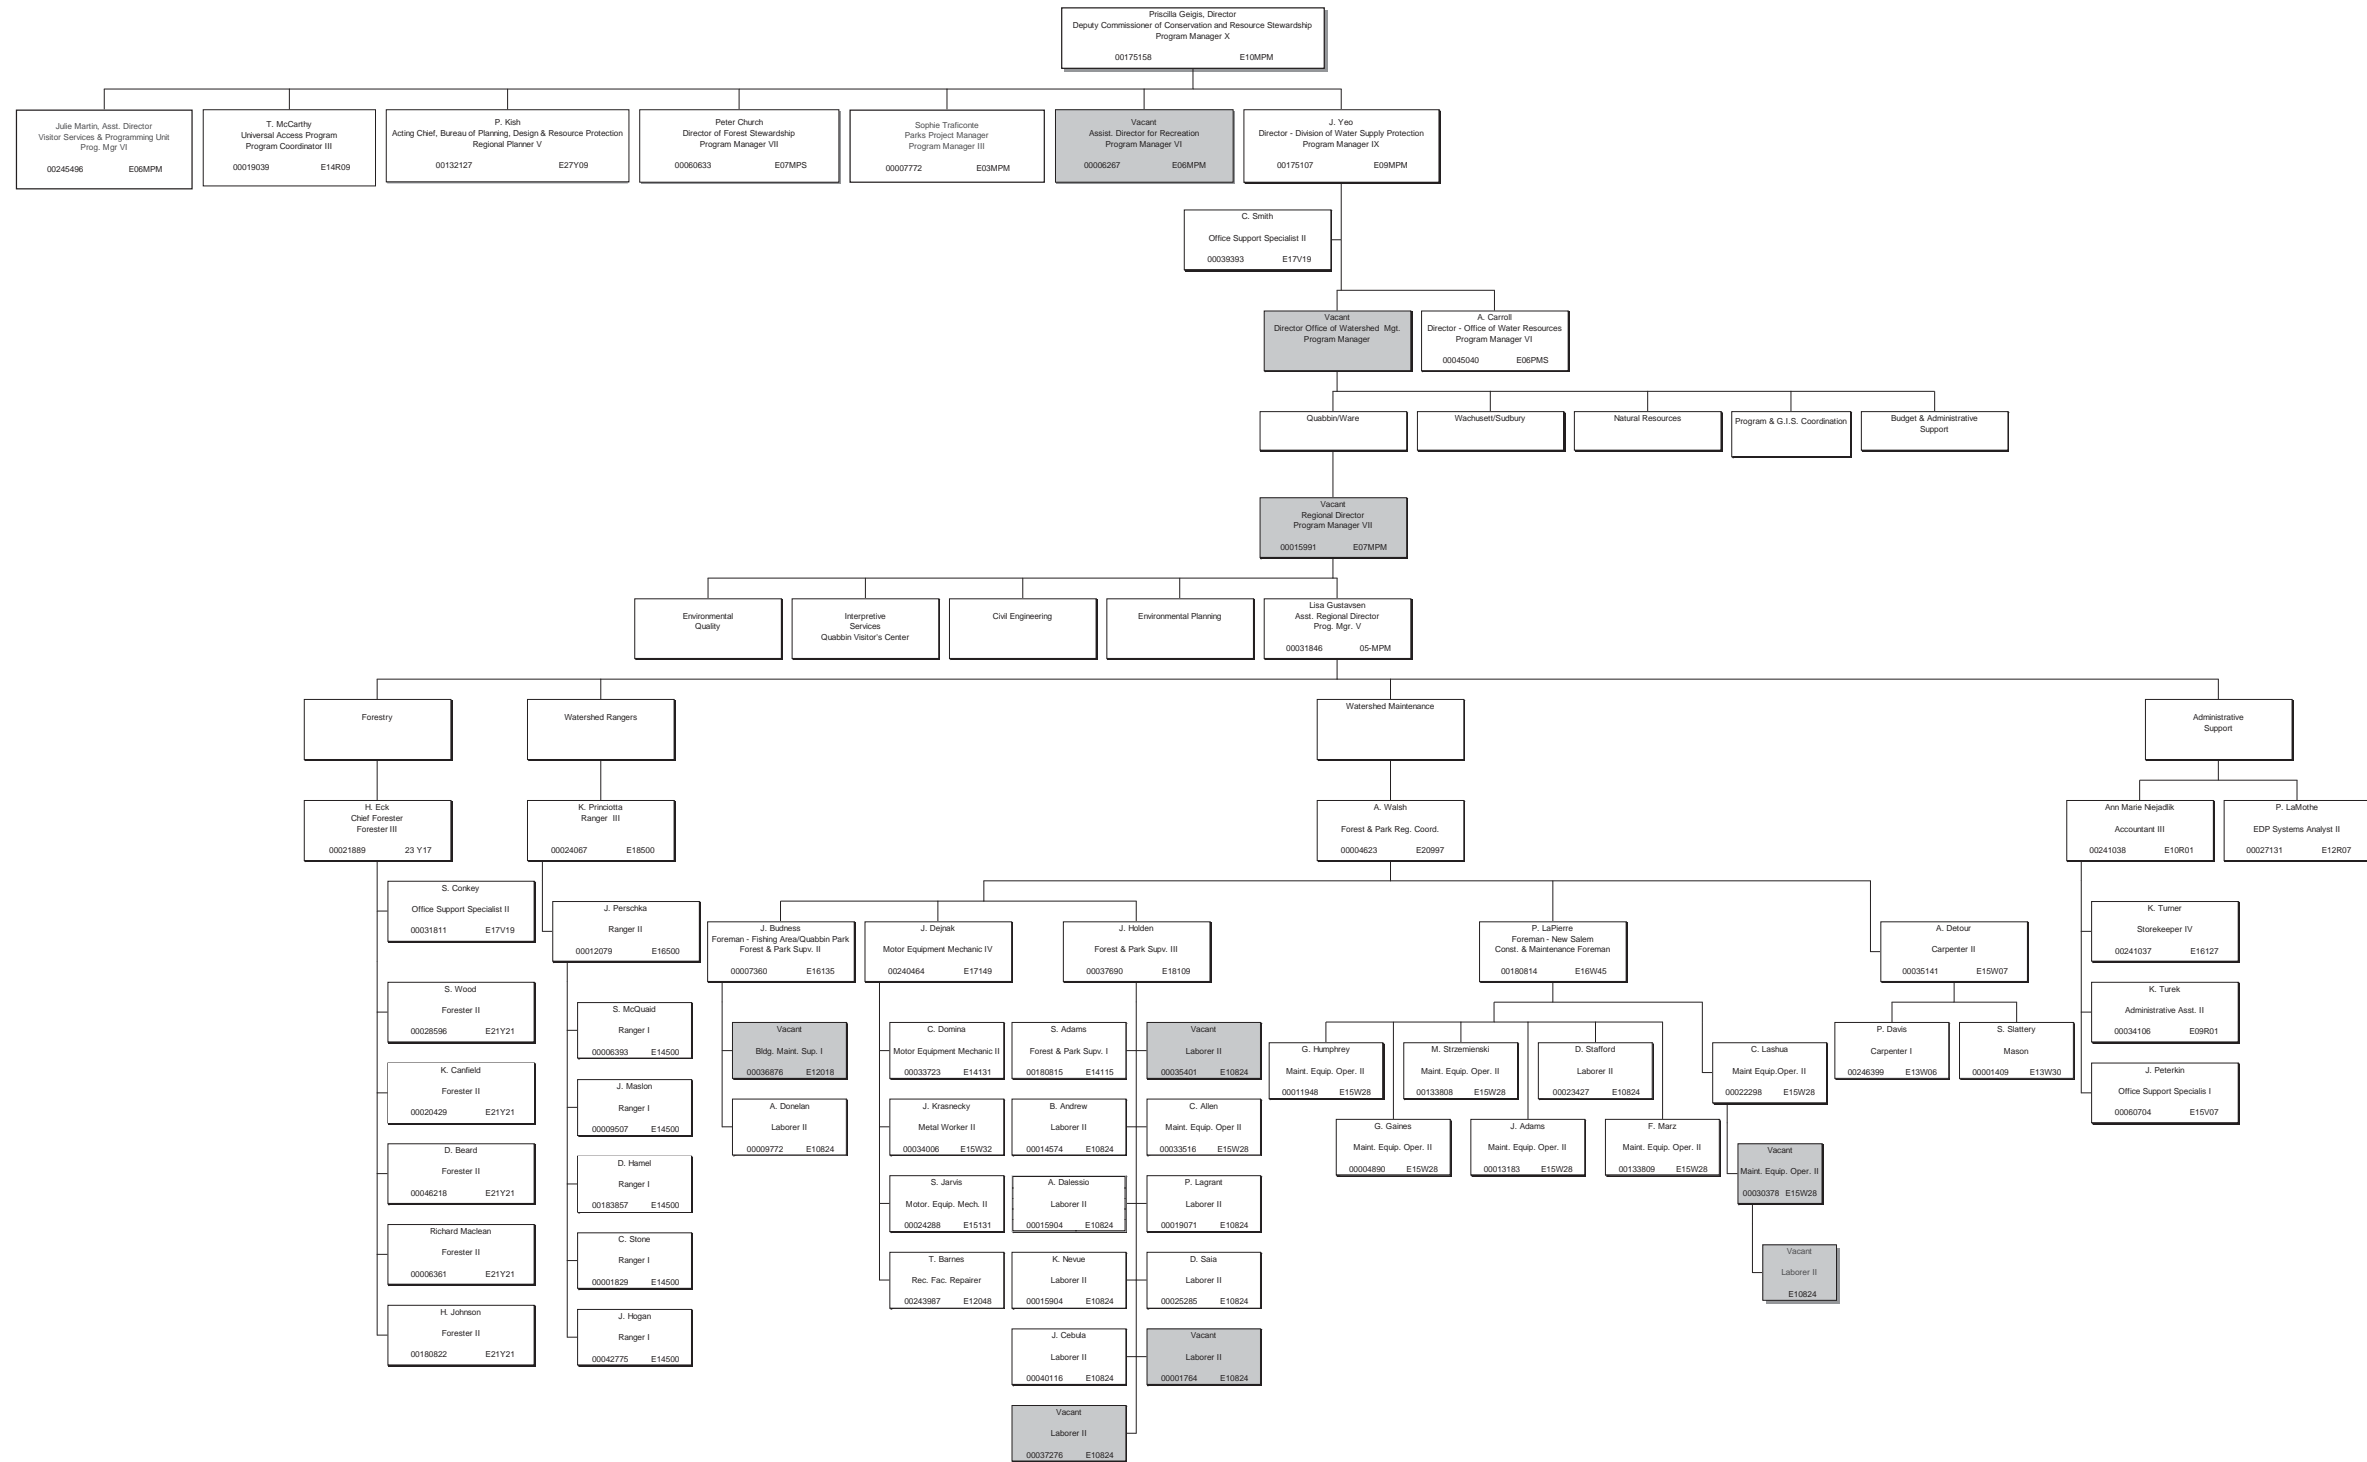 Priscilla Geigis, Director
Deputy Commissioner of Conservation and Resource Stewardship
Program Manager X
00175158 E10MPM
Julie Martin, Asst. Director
Visitor Services & Programming Unit
Prog. Mgr VI
00245496 E06MPM
T. McCarthy
Universal Access Program
Program Coordinator III
00019039 E14R09
P. Kish
Acting Chief, Bureau of Planning, Design & Resource Protection
Regional Planner V
00132127 E27Y09
Peter Church
Director of Forest Stewardship
Program Manager VII
00060633 E07MPS
Sophie Traficonte
Parks Project Manager
Program Manager III
00007772 E03MPM
Vacant
Assist. Director for Recreation
Program Manager VI
00006267 E06MPM
J. Yeo
Director - Division of Water Supply Protection
Program Manager IX
00175107 E09MPM
C. Smith
Office Support Specialist II
00039393 E17V19
Vacant
Director Office of Watershed Mgt.
Program Manager
A. Carroll
Director - Office of Water Resources
Program Manager VI
00045040 E06PMS
Quabbin/Ware
Wachusett/Sudbury
Natural Resources
Program & G.I.S. Coordination
Budget & Administrative
Support
Vacant
Regional Director
Program Manager VII
00015991 E07MPM
Environmental
Quality
Interpretive
Services
Quabbin Visitor's Center
Civil Engineering
Environmental Planning
Lisa Gustavsen
Asst. Regional Director
Prog. Mgr. V
00031846 05-MPM
Forestry
Watershed Rangers
Watershed Maintenance
Administrative
Support
H. Eck
Chief Forester
Forester III
00021889 23 Y17
K. Princiotta
Ranger III
00024067 E18500
A. Walsh
Forest & Park Reg. Coord.
00004623 E20997
Ann Marie Niejadlik
Accountant III
00241038 E10R01
P. LaMothe
EDP Systems Analyst II
00027131 E12R07
S. Conkey
Office Support Specialist II
00031811 E17V19
S. Wood
Forester II
00028596 E21Y21
K. Canfield
Forester II
00020429 E21Y21
D. Beard
Forester II
00046218 E21Y21
Richard Maclean
Forester II
00006361 E21Y21
H. Johnson
Forester II
00180822 E21Y21
J. Perschka
Ranger II
00012079 E16500
S. McQuaid
Ranger I
00006393 E14500
J. Maslon
Ranger I
00009507 E14500
D. Hamel
Ranger I
00183857 E14500
C. Stone
Ranger I
00001829 E14500
J. Hogan
Ranger I
00042775 E14500
J. Budness
Foreman - Fishing Area/Quabbin Park
Forest & Park Supv. II
00007360 E16135
Vacant
Bldg. Maint. Sup. I
00036876 E12018
A. Donelan
Laborer II
00009772 E10824
J. Dejnak
Motor Equipment Mechanic IV
00240464 E17149
C. Domina
Motor Equipment Mechanic II
00033723 E14131
J. Krasnecky
Metal Worker II
00034006 E15W32
S. Jarvis
Motor. Equip. Mech. II
00024288 E15131
T. Barnes
Rec. Fac. Repairer
00243987 E12048
J. Holden
Forest & Park Supv. III
00037690 E18109
S. Adams
Forest & Park Supv. I
00180815 E14115
Vacant
Laborer II
00035401 E10824
B. Andrew
Laborer II
00014574 E10824
C. Allen
Maint. Equip. Oper II
00033516 E15W28
A. Dalessio
Laborer II
00015904 E10824
P. Lagrant
Laborer II
00019071 E10824
K. Nevue
Laborer II
00015904 E10824
D. Saia
Laborer II
00025285 E10824
J. Cebula
Laborer II
00040116 E10824
Vacant
Laborer II
00001764 E10824
Vacant
Laborer II
00037276 E10824
P. LaPierre
Foreman - New Salem
Const. & Maintenance Foreman
00180814 E16W45
G. Humphrey
Maint. Equip. Oper. II
00011948 E15W28
M. Strzemienski
Maint. Equip. Oper. II
00133808 E15W28
D. Stafford
Laborer II
00023427 E10824
C. Lashua
Maint Equip.Oper. II
00022298 E15W28
G. Gaines
Maint. Equip. Oper. II
00004890 E15W28
J. Adams
Maint. Equip. Oper. II
00013183 E15W28
F. Marz
Maint. Equip. Oper. II
00133809 E15W28
Vacant
Maint. Equip. Oper. II
00030378 E15W28
Vacant
Laborer II
E10824
A. Detour
Carpenter II
00035141 E15W07
P. Davis
Carpenter I
00246399 E13W06
S. Slattery
Mason
00001409 E13W30
K. Turner
Storekeeper IV
00241037 E16127
K. Turek
Administrative Asst. II
00034106 E09R01
J. Peterkin
Office Support Specialis I
00060704 E15V07